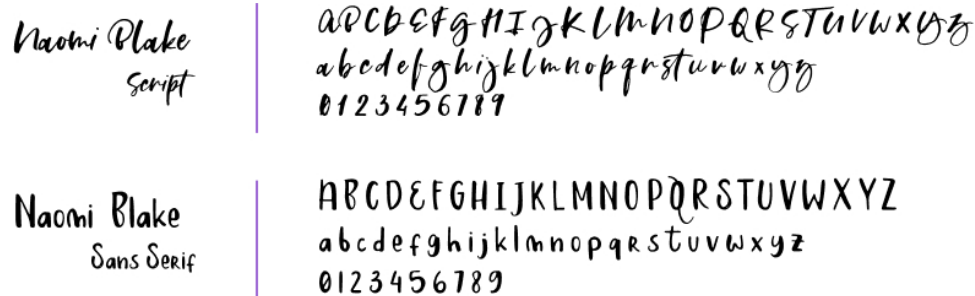 Naomi Blake
Script
aBCDEFGHIJKLMNOPQRSTUVWXYZ
abcdefghijklmnopqrstuvwxyz
0123456789
Naomi Blake
Sans Serif
ABCDEFGHIJKLMNOPQRSTUVWXYZ
abcdefghijklmnopqrstuvwxyz
0123456789